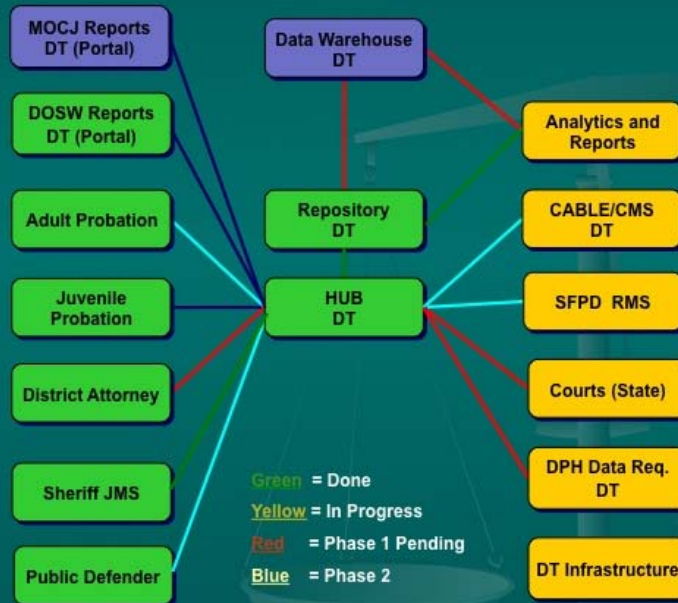 MOCJ Reports
DT (Portal)
DOSW Reports
DT (Portal)
Adult Probation
Juvenile
Probation
District Attorney
Sheriff JMS
Public Defender
Data Warehouse
DT
Repository
DT
HUB
DT
Green = Done
Yellow = In Progress
Red = Phase 1 Pending
Blue = Phase 2
Analytics and
Reports
CABLE/CMS
DT
SFPD RMS
Courts (State)
DPH Data Req.
DT
DT Infrastructure